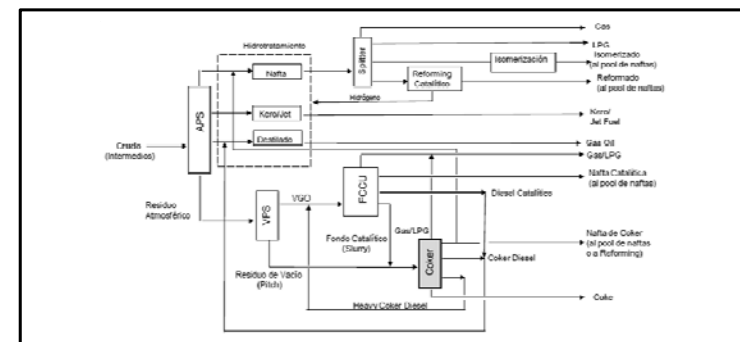 Hidrotratamiento
Gas
LPG
Isomerizado
(al pool de naftas)
Reformado
(al pool de naftas)
Splitter
Isomerización
Nafta
Reforming
Catalítico
Hidrógeno
Kero/Jet
Kero/
Jet Fuel
APS
Destilado
Crudo
(Intermedios)
Gas Oil
Gas/LPG
Nafta Catalítica
(al pool de naftas)
Diesel Catalítico
FCCU
VGO
Residuo
Atmosférico
VPS
Fondo Catalítico
(Slurry)
Gas/LPG
Nafta de Coker
(al pool de naftas
o a Reforming)
Coker
Coker Diesel
Residuo de Vacío
(Pitch)
Heavy Coker Diesel
Coke